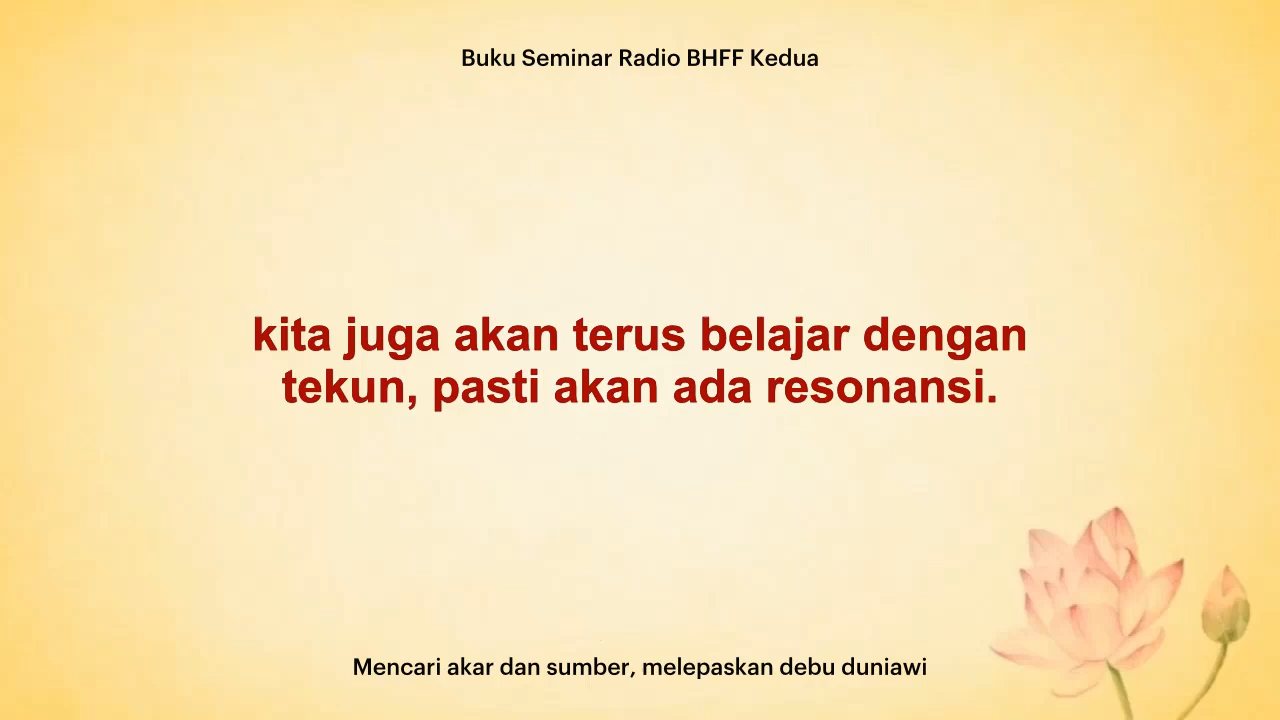 Buku Seminar Radio BHFF Kedua
kita juga akan terus belajar dengan
tekun, pasti akan ada resonansi.
Mencari akar dan sumber, melepaskan debu duniawi